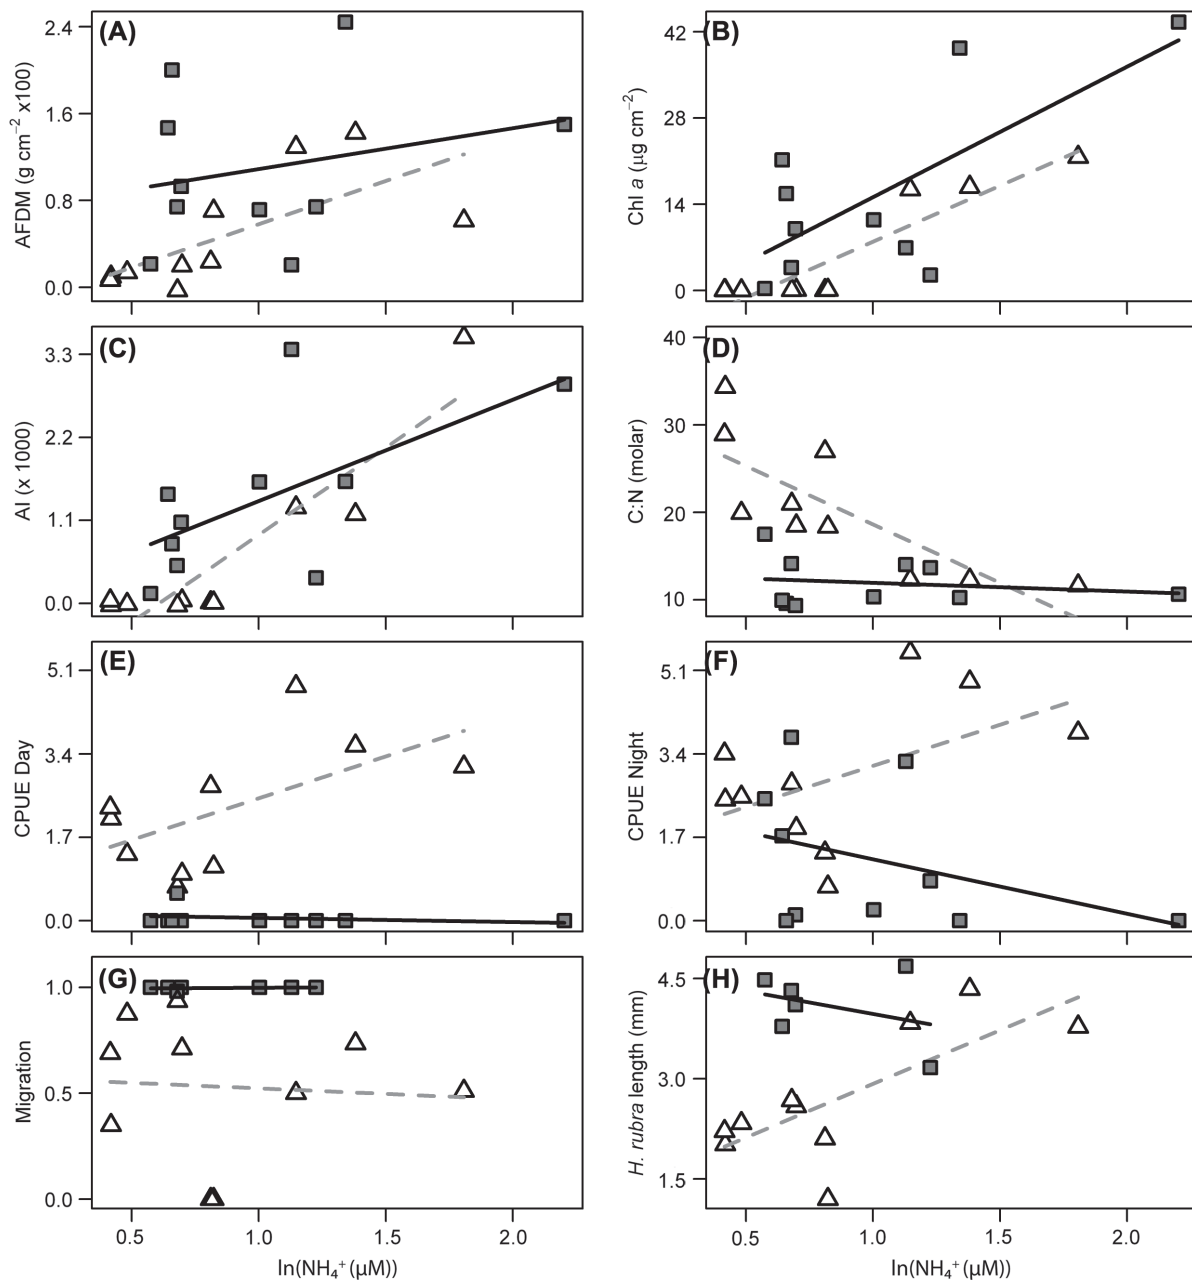 (A)
AFDM (g cm⁻² x100)
2.4
1.6
0.8
0.0
(B)
Chl a (µg cm⁻²)
42
28
14
0
(C)
AI (x 1000)
3.3
2.2
1.1
0.0
(D)
C:N (molar)
40
30
20
10
(E)
CPUE Day
5.1
3.4
1.7
0.0
(F)
CPUE Night
5.1
3.4
1.7
0.0
(G)
Migration
1.0
0.5
0.0
0.5
1.0
1.5
2.0
ln(NH₄⁺ (µM))
(H)
H. rubra length (mm)
4.5
3.0
1.5
0.5
1.0
1.5
2.0
ln(NH₄⁺ (µM))